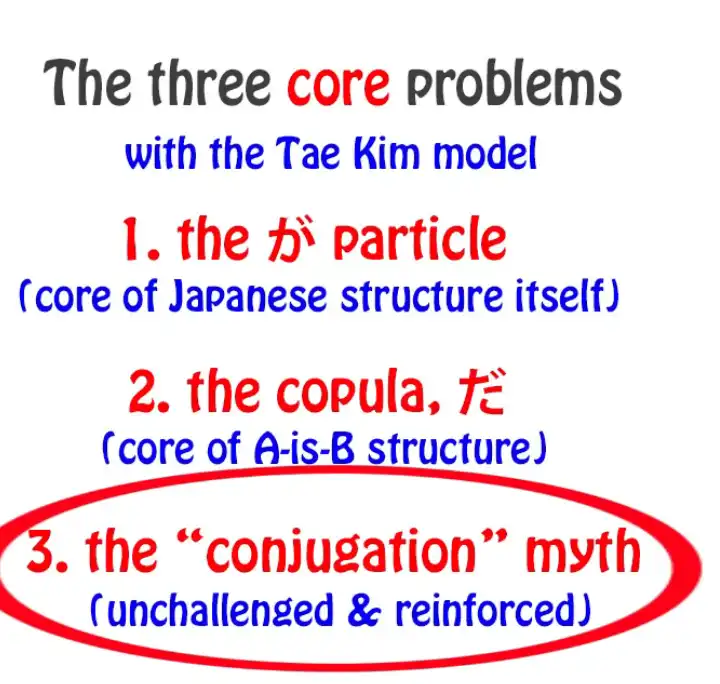 The three core problems
with the Tae Kim model
1. the が particle
(core of Japanese structure itself)
2. the copula, だ
(core of A-is-B structure)
3. the “conjugation” myth
(unchallenged & reinforced)